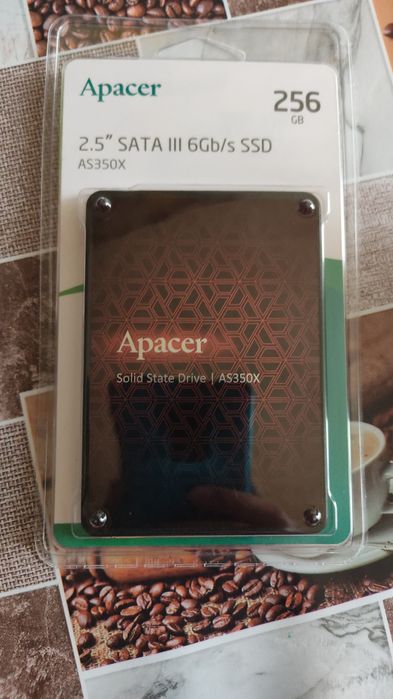 Apacer
256
GB
2.5" SATA III 6Gb/s SSD
AS350X
Apacer
Solid State Drive | AS350X